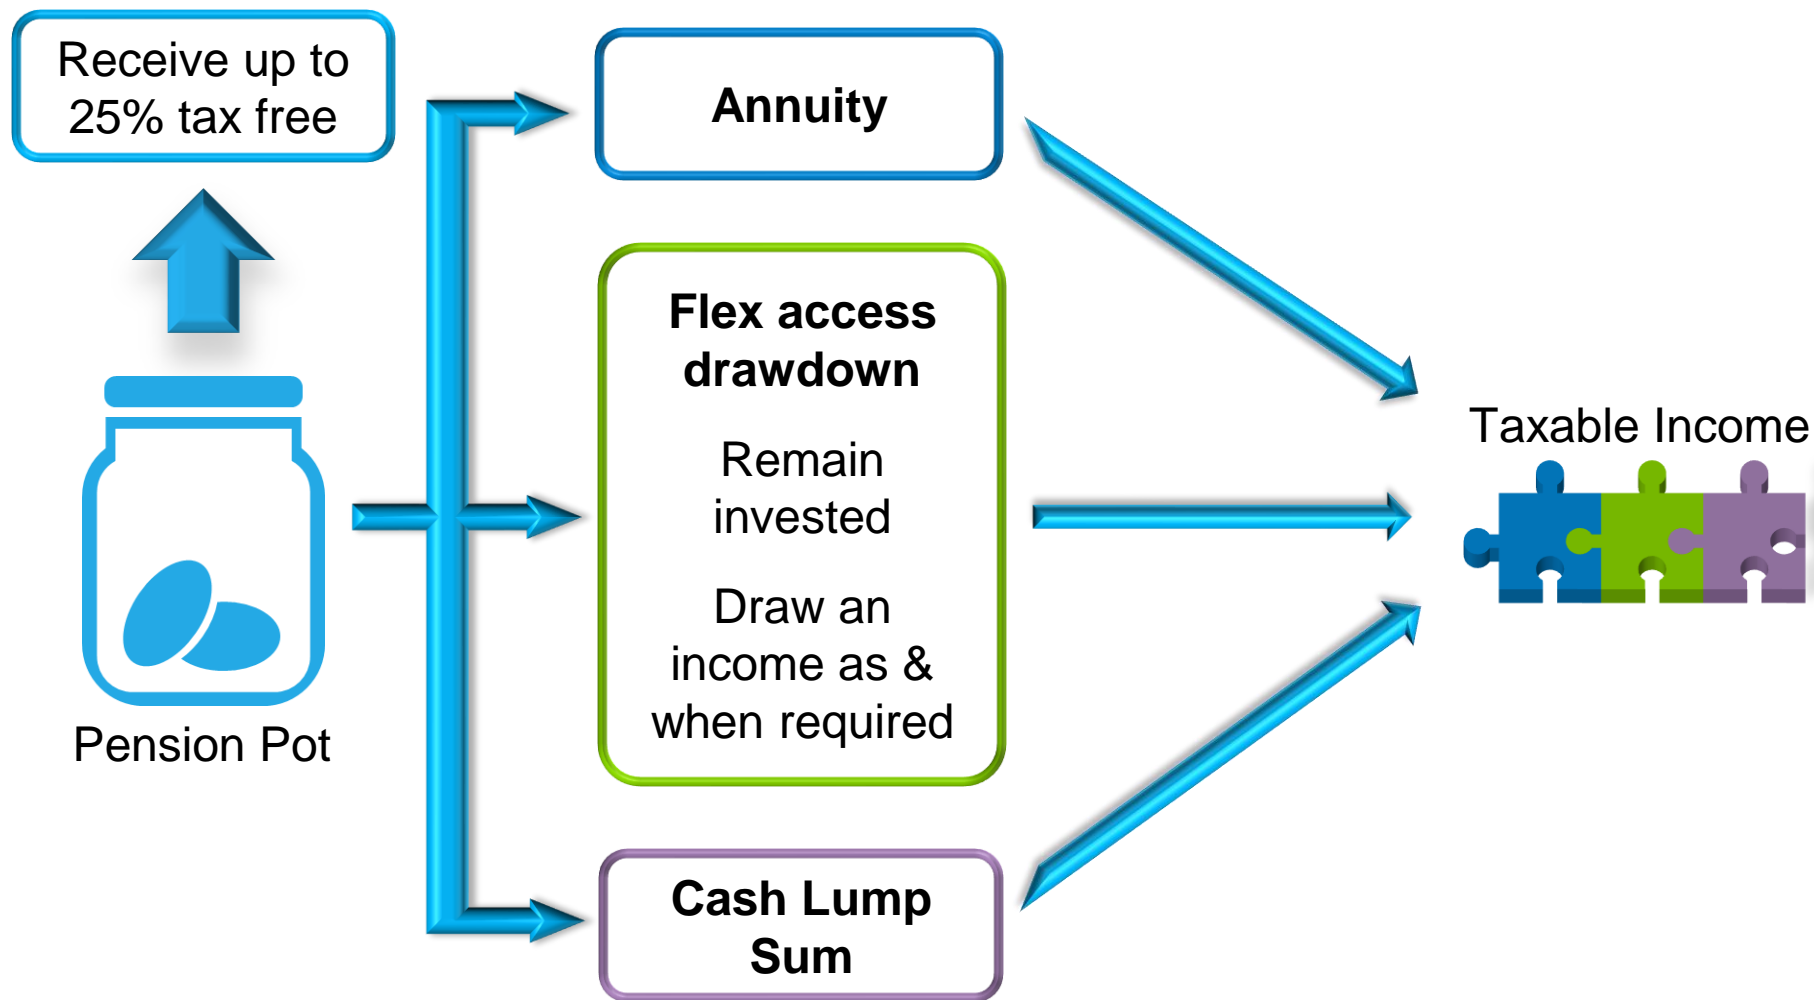 Receive up to
25% tax free
Pension Pot
Annuity
Flex access
drawdown
Remain
invested
Draw an
income as &
when required
Cash Lump
Sum
Taxable Income